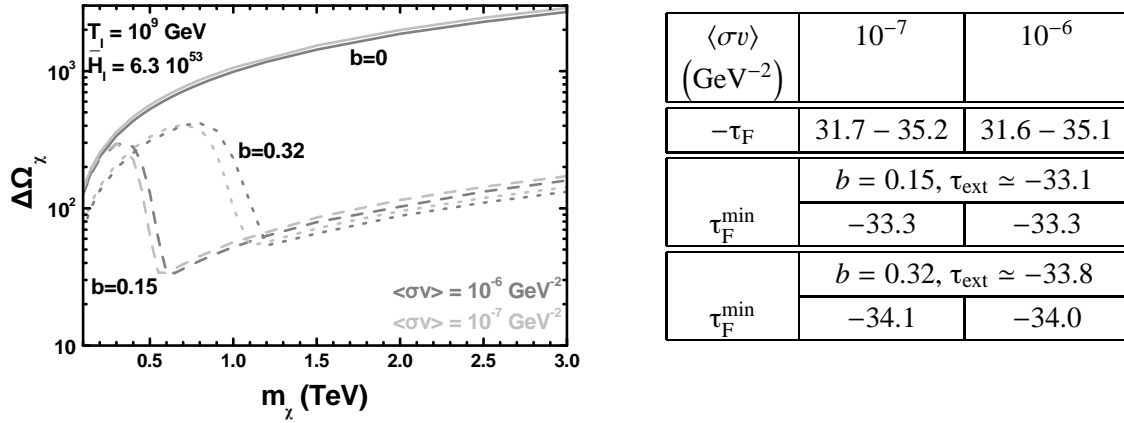 T_I = 10^9 GeV
H̄_I = 6.3 10^53
b=0
b=0.32
b=0.15
<σv> = 10^-6 GeV^-2
<σv> = 10^-7 GeV^-2
10^3
10^2
10
ΔΩ_χ
0.5 1.0 1.5 2.0 2.5 3.0
m_χ (TeV)
⟨σv⟩ 10^−7 10^−6
(GeV^−2)
−τ_F 31.7 − 35.2 31.6 − 35.1
b = 0.15, τ_ext ≃ −33.1
τ_F^min −33.3 −33.3
b = 0.32, τ_ext ≃ −33.8
τ_F^min −34.1 −34.0